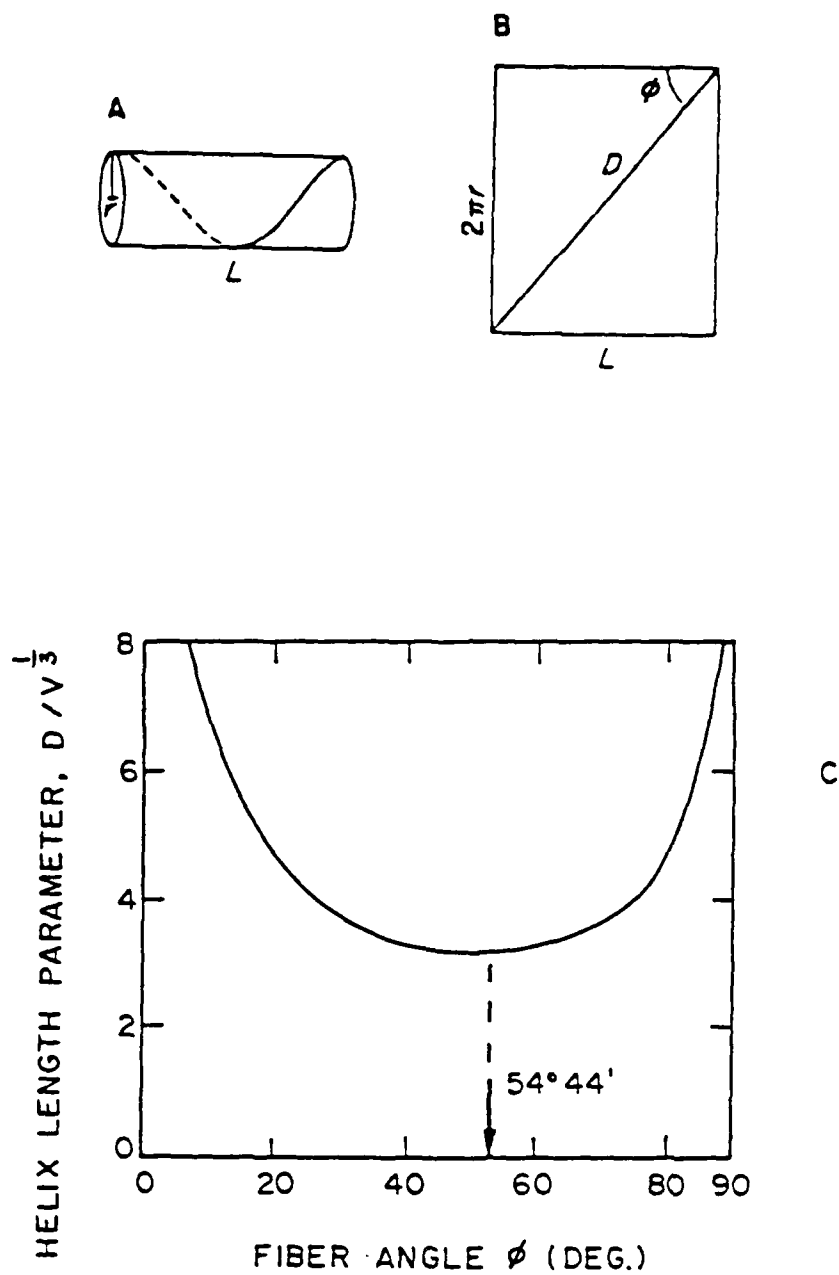 A
r
L
B
φ
D
2πr
L
HELIX LENGTH PARAMETER, D / V 1/3
8
6
4
2
0
54° 44'
C
0 20 40 60 80 90
FIBER ANGLE φ (DEG.)